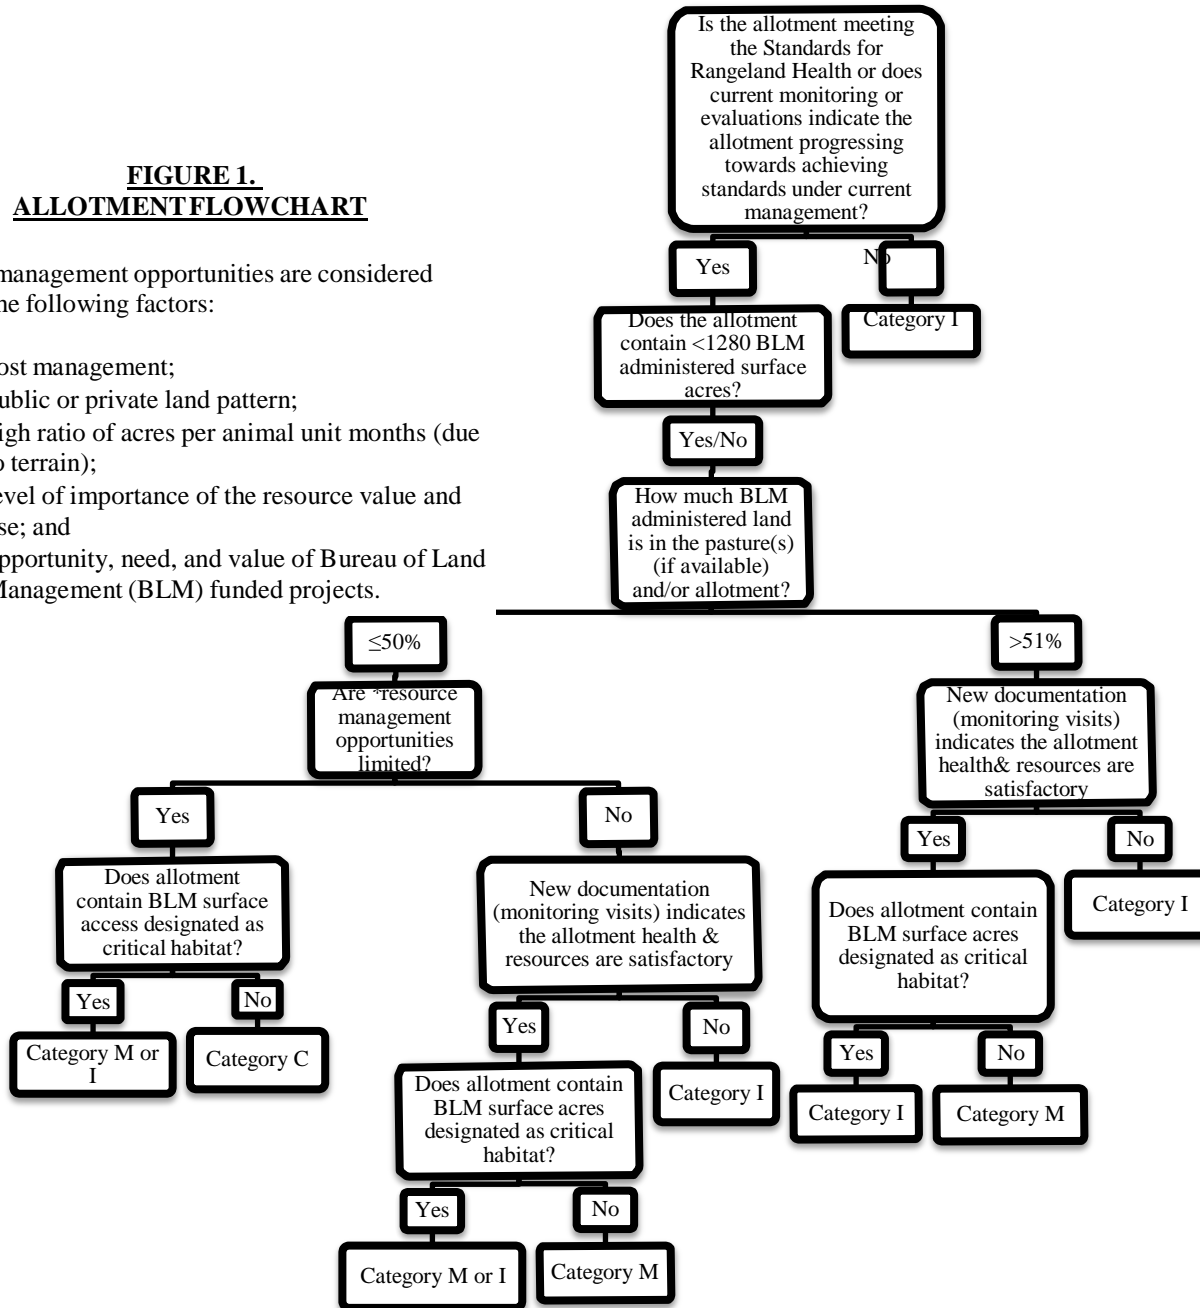 FIGURE 1.
ALLOTMENT FLOWCHART
management opportunities are considered
following factors:
management;
or private land pattern;
ratio of acres per animal unit months (due
terrain);
of importance of the resource value and
and
need, and value of Bureau of Land
(BLM) funded projects.
Is the allotment meeting
the Standards for
Rangeland Health or does
current monitoring or
evaluations indicate the
allotment progressing
towards achieving
standards under current
management?
Yes
No
Does the allotment
contain <1280 BLM
administered surface
acres?
Category I
Yes/No
How much BLM
administered land
is in the pasture(s)
(if available)
and/or allotment?
≤50%
>51%
Are *resource
management
opportunities
limited?
New documentation
(monitoring visits)
indicates the allotment
health& resources are
satisfactory
Yes
No
Yes
No
Does allotment
contain BLM surface
access designated as
critical habitat?
New documentation
(monitoring visits) indicates
the allotment health &
resources are satisfactory
Does allotment contain
BLM surface acres
designated as critical
habitat?
Category I
Yes
No
Yes
No
Yes
No
Category M or
I
Category C
Does allotment contain
BLM surface acres
designated as critical
habitat?
Category I
Category I
Category M
Yes
No
Category M or I
Category M